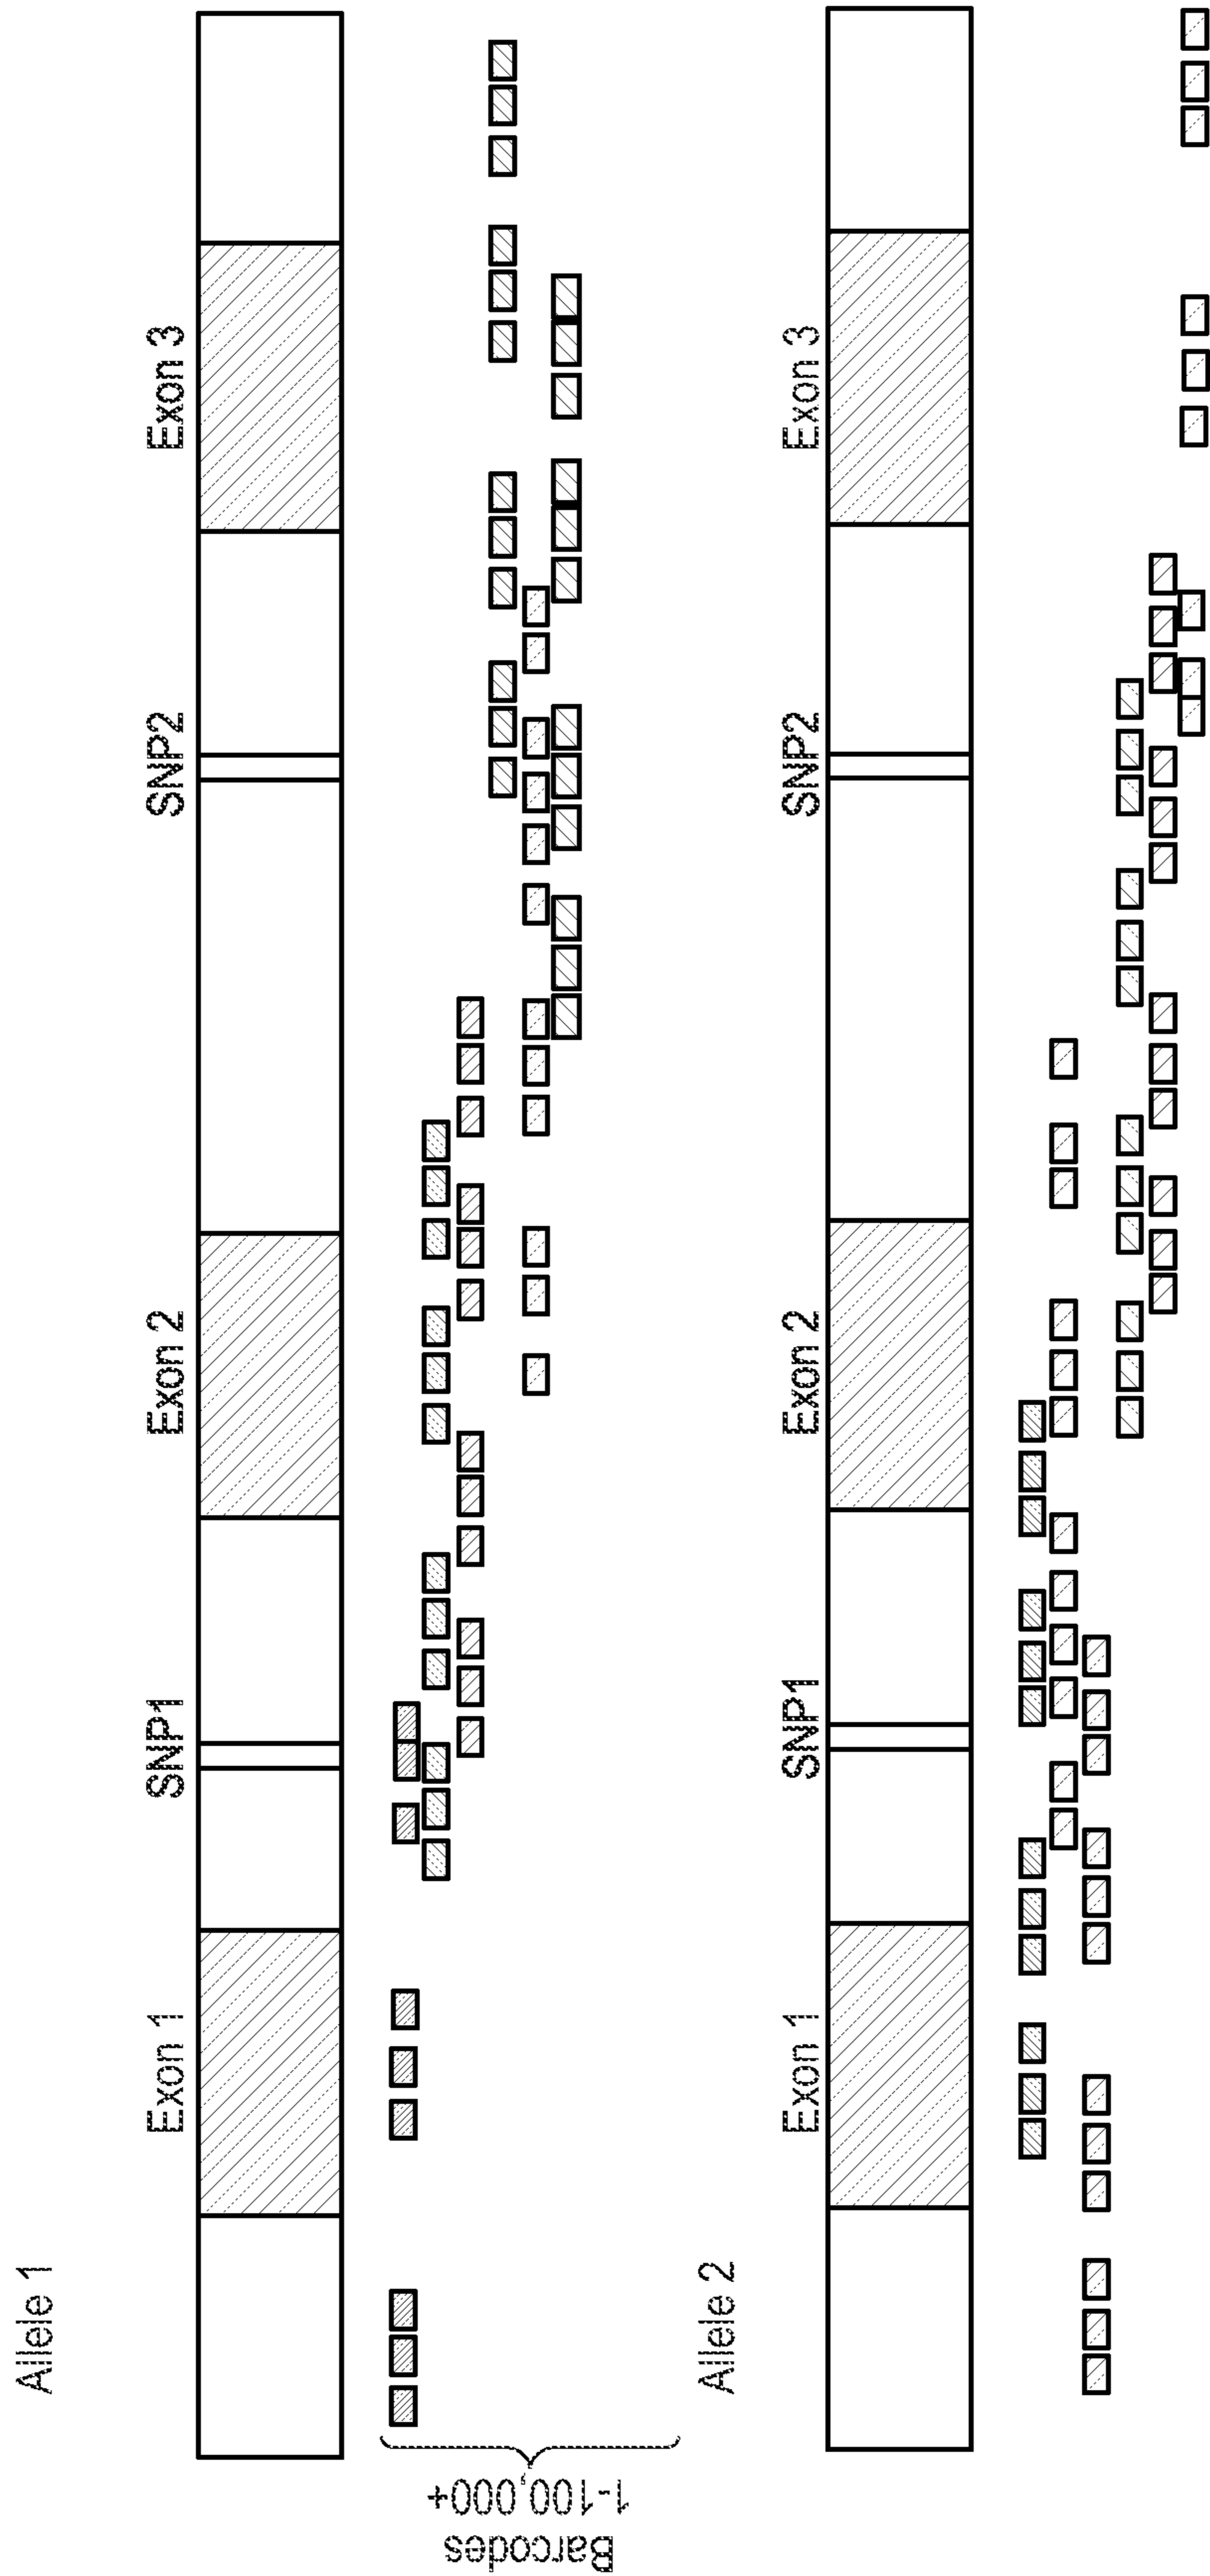 Allele 1
Exon 1
SNP1
Exon 2
SNP2
Exon 3
Barcodes
1-100,000+
Allele 2
Exon 1
SNP1
Exon 2
SNP2
Exon 3